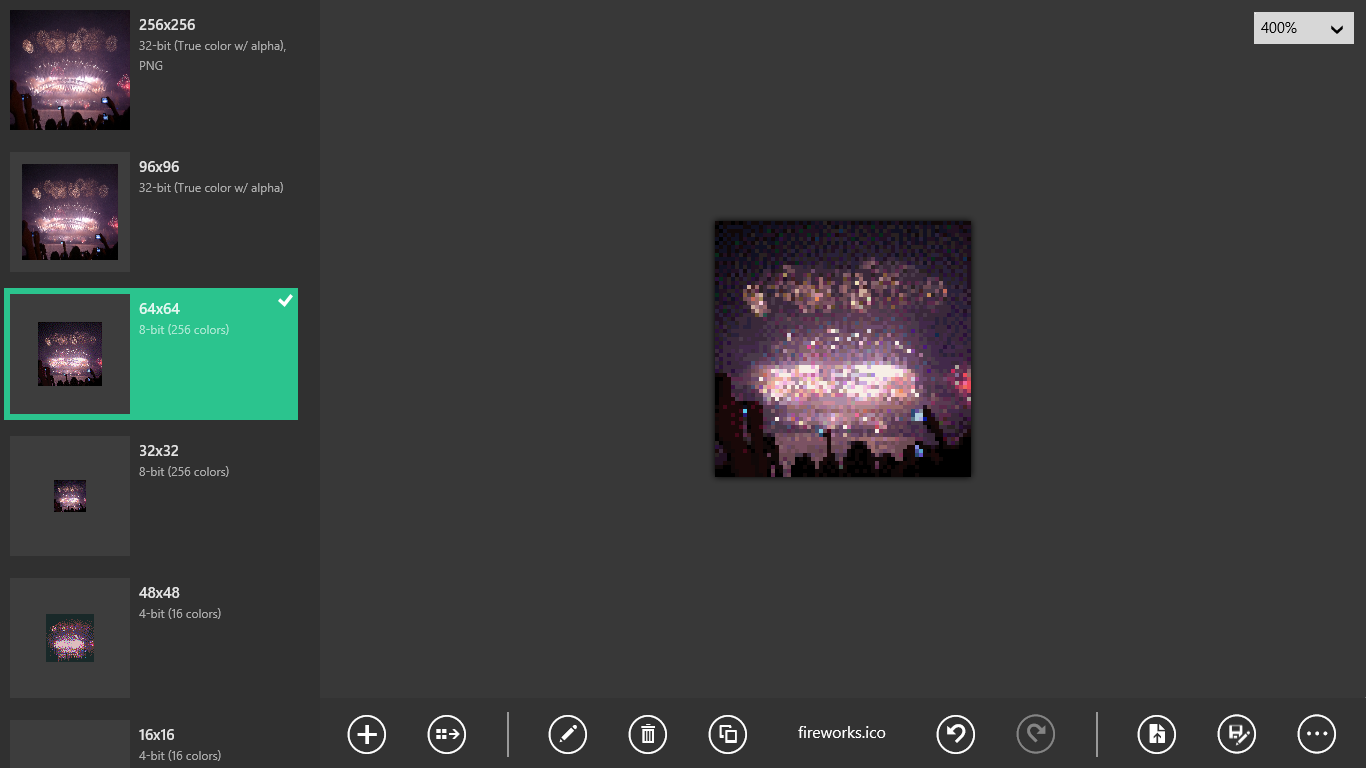 256x256
32-bit (True color w/ alpha),
PNG
96x96
32-bit (True color w/ alpha)
64x64
8-bit (256 colors)
32x32
8-bit (256 colors)
48x48
4-bit (16 colors)
16x16
4-bit (16 colors)
400%
fireworks.ico